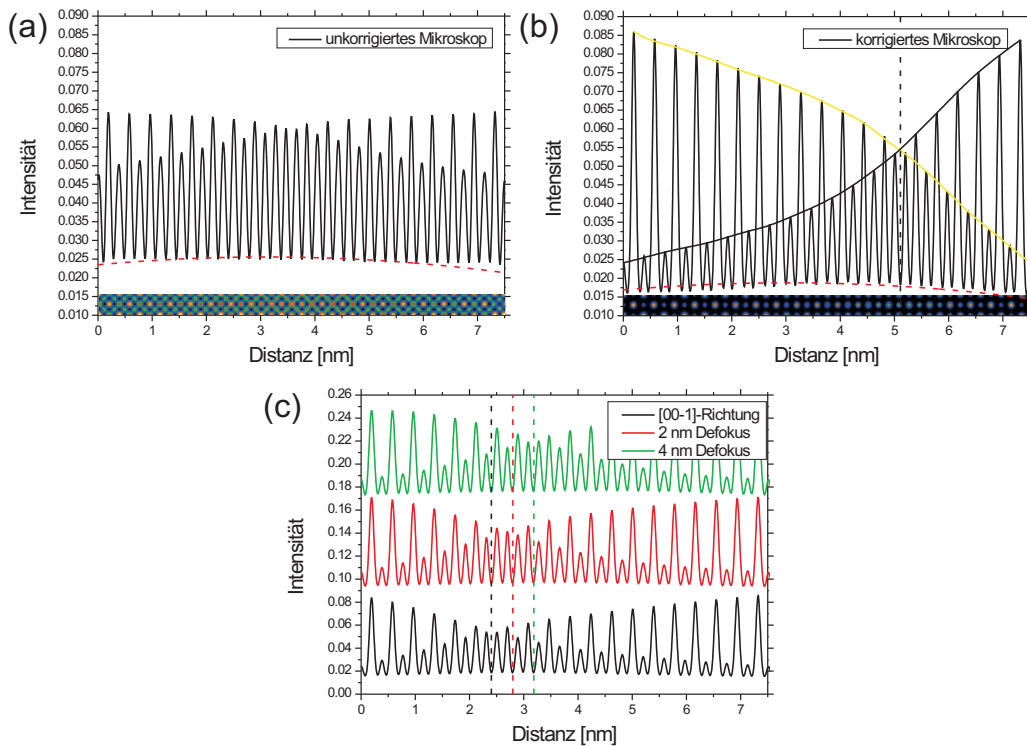 (a)
unkorrigiertes Mikroskop
0.090
0.085
0.080
0.075
0.070
0.065
0.060
0.055
0.050
0.045
0.040
0.035
0.030
0.025
0.020
0.015
0.010
Intensität
0 1 2 3 4 5 6 7
Distanz [nm]
(b)
korrigiertes Mikroskop
0.090
0.085
0.080
0.075
0.070
0.065
0.060
0.055
0.050
0.045
0.040
0.035
0.030
0.025
0.020
0.015
0.010
Intensität
0 1 2 3 4 5 6 7
Distanz [nm]
(c)
[00-1]-Richtung
2 nm Defokus
4 nm Defokus
0.26
0.24
0.22
0.20
0.18
0.16
0.14
0.12
0.10
0.08
0.06
0.04
0.02
0.00
Intensität
0 1 2 3 4 5 6 7
Distanz [nm]